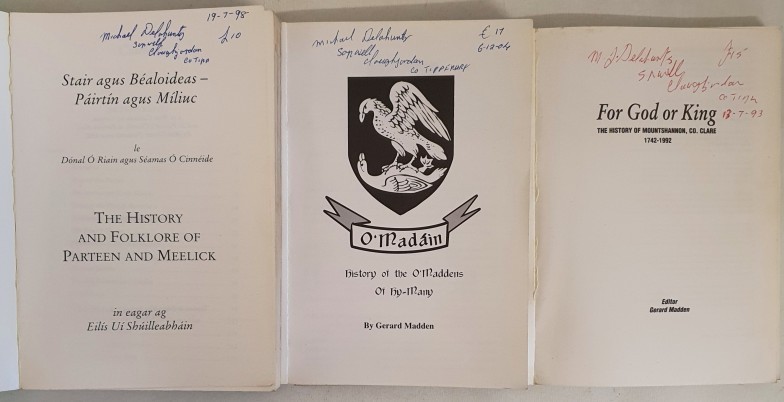 19-7-98
Michael Delahunty £10
Sopwell
Cloughjordan
Co Tipp
Stair agus Béaloideas –
Páirtín agus Míliuc
le
Dónal Ó Riain agus Séamas Ó Cinnéide
THE HISTORY
AND FOLKLORE OF
PARTEEN AND MEELICK
in eagar ag
Eilís Uí Shúilleabháin
Michael Delahunty € 17
Sopwell 6-12-04
Cloughjordan
Co TIPPERARY
O'Madáin
History of the O'Maddens
Of Hy-Many
By Gerard Madden
M. J. Delahunty £15
Sopwell
Cloughjordan
Co Tipp
13-7-93
For God or King
THE HISTORY OF MOUNTSHANNON, CO. CLARE
1742-1992
Editor
Gerard Madden